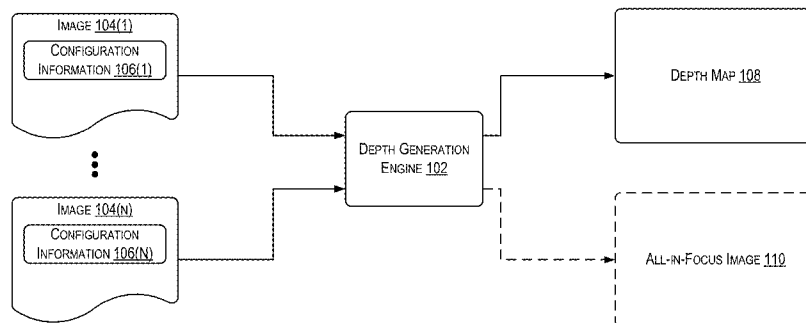 IMAGE 104(1)
CONFIGURATION
INFORMATION 106(1)
DEPTH MAP 108
DEPTH GENERATION
ENGINE 102
IMAGE 104(N)
CONFIGURATION
INFORMATION 106(N)
ALL-IN-FOCUS IMAGE 110